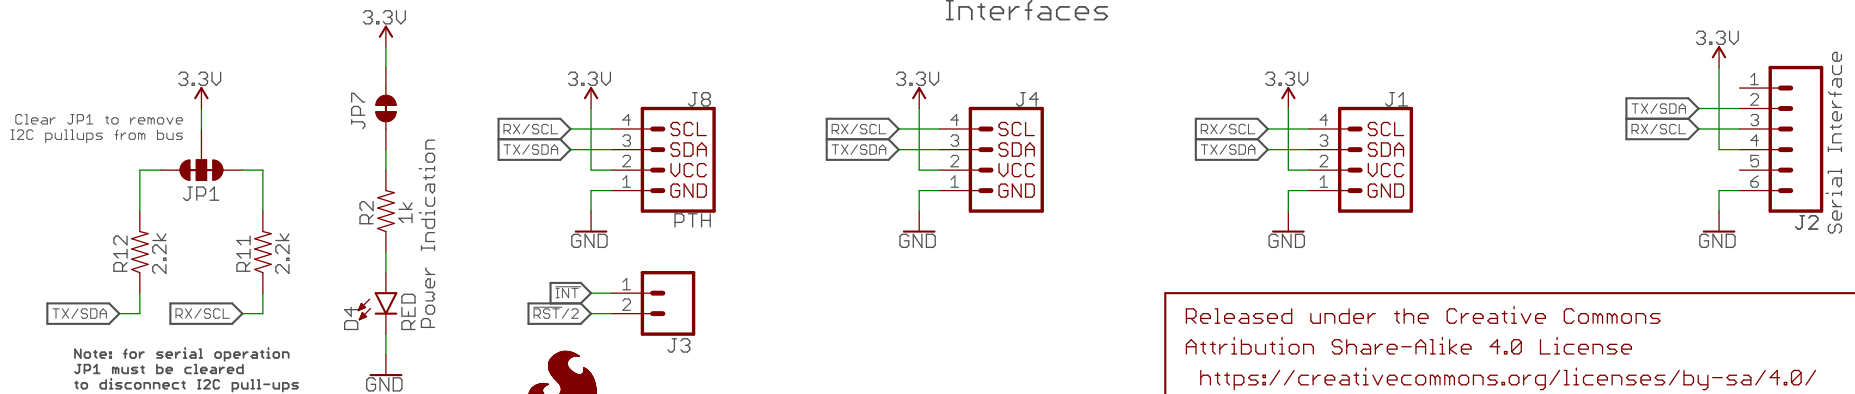 Interfaces
3.3V
Clear JP1 to remove
I2C pullups from bus
JP1
R12
2.2k
R11
2.2k
TX/SDA
RX/SCL
Note: for serial operation
JP1 must be cleared
to disconnect I2C pull-ups
3.3V
JP7
R2
1k
D4
RED
Power Indication
GND
3.3V
J8
RX/SCL 4 SCL
TX/SDA 3 SDA
2 VCC
1 GND
PTH
GND
INT 1
RST/2 2
J3
3.3V
J4
RX/SCL 4 SCL
TX/SDA 3 SDA
2 VCC
1 GND
GND
3.3V
J1
RX/SCL 4 SCL
TX/SDA 3 SDA
2 VCC
1 GND
GND
3.3V
1
TX/SDA 2
RX/SCL 3
4
5
6
J2
Serial Interface
GND
Released under the Creative Commons
Attribution Share-Alike 4.0 License
https://creativecommons.org/licenses/by-sa/4.0/